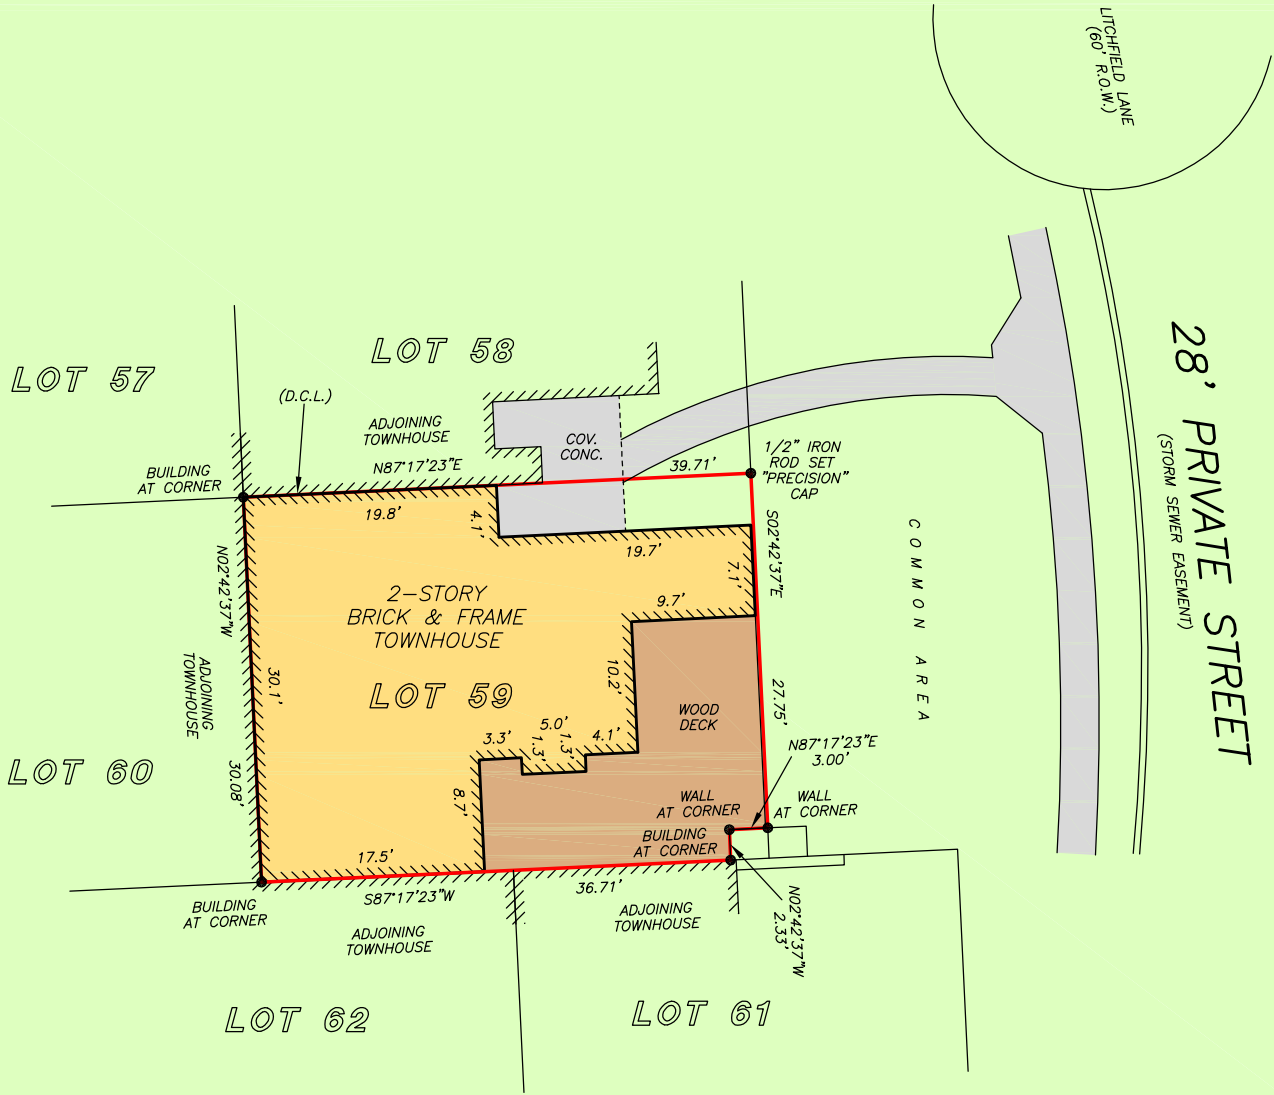 LITCHFIELD LANE
(60' R.O.W.)
28' PRIVATE STREET
(STORM SEWER EASEMENT)
LOT 57
LOT 58
(D.C.L.)
ADJOINING
TOWNHOUSE
COV.
CONC.
1/2" IRON
ROD SET
"PRECISION"
CAP
BUILDING
AT CORNER
N87°17'23"E
39.71'
19.8'
4.1'
19.7'
7.1'
S02°42'37"E
COMMON AREA
N02°42'37"W
2-STORY
BRICK & FRAME
TOWNHOUSE
9.7'
ADJOINING
TOWNHOUSE
30.1'
10.2'
LOT 59
27.75'
WOOD
DECK
5.0'
3.3'
1.3'
1.3'
4.1'
N87°17'23"E
3.00'
LOT 60
30.08'
8.7'
WALL
AT CORNER
WALL
AT CORNER
BUILDING
AT CORNER
17.5'
S87°17'23"W
36.71'
N02°42'37"W
2.33'
BUILDING
AT CORNER
ADJOINING
TOWNHOUSE
ADJOINING
TOWNHOUSE
LOT 62
LOT 61